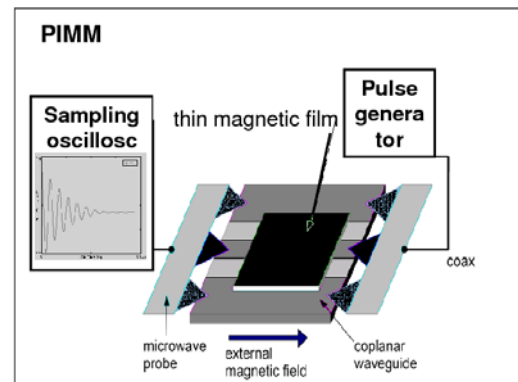 PIMM
Sampling
oscillosc
thin magnetic film
Pulse
genera
tor
coax
microwave
probe
external
magnetic field
coplanar
waveguide